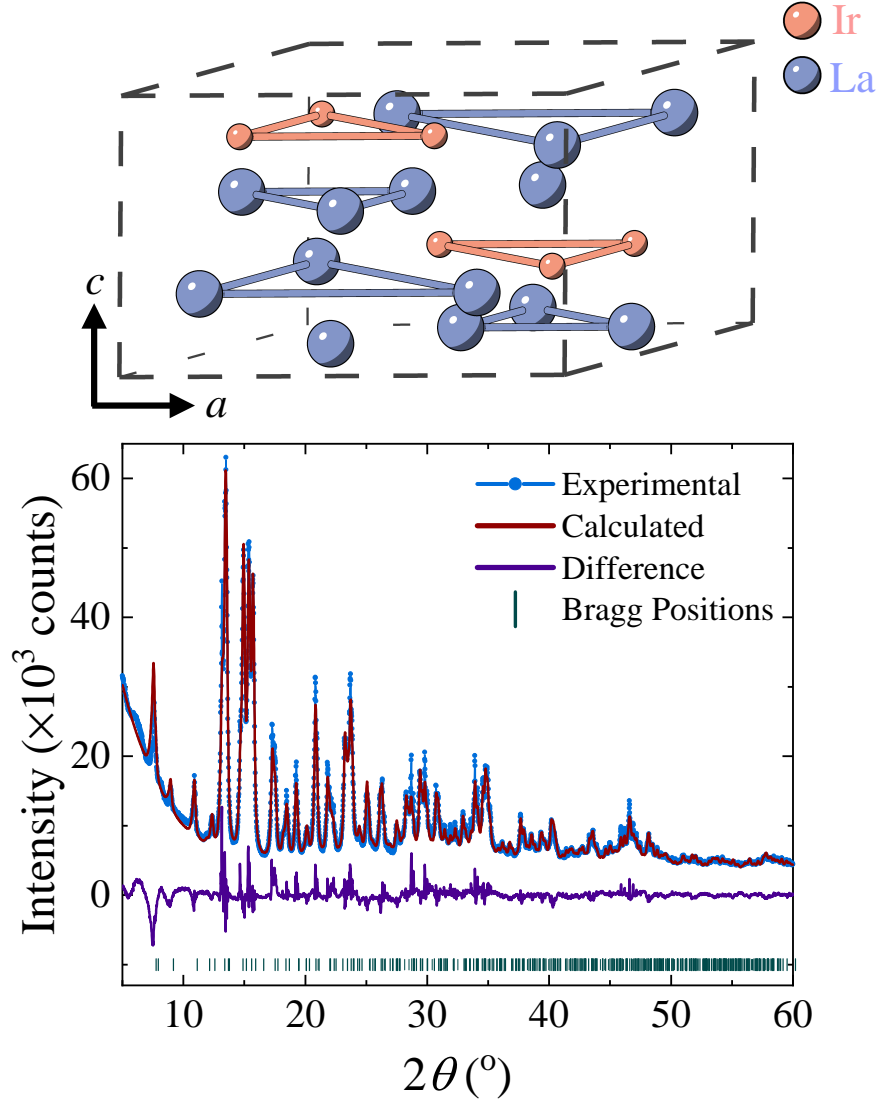 Ir
La
c
a
Experimental
Calculated
Difference
Bragg Positions
Intensity (×10³ counts)
60
40
20
0
10 20 30 40 50 60
2θ (°)